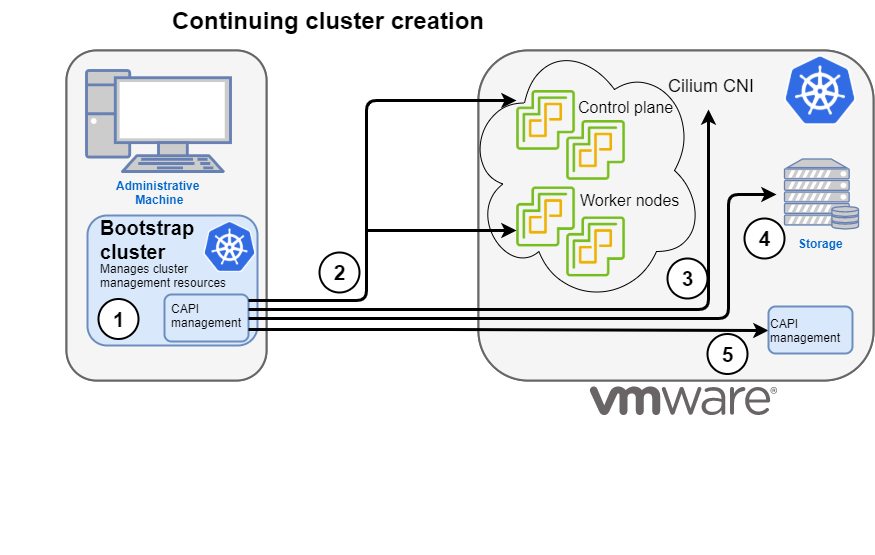 Continuing cluster creation
Administrative
Machine
Bootstrap
cluster
Manages cluster
management resources
1
CAPI
management
2
Cilium CNI
Control plane
Worker nodes
3
4
Storage
5
CAPI
management
vmware®